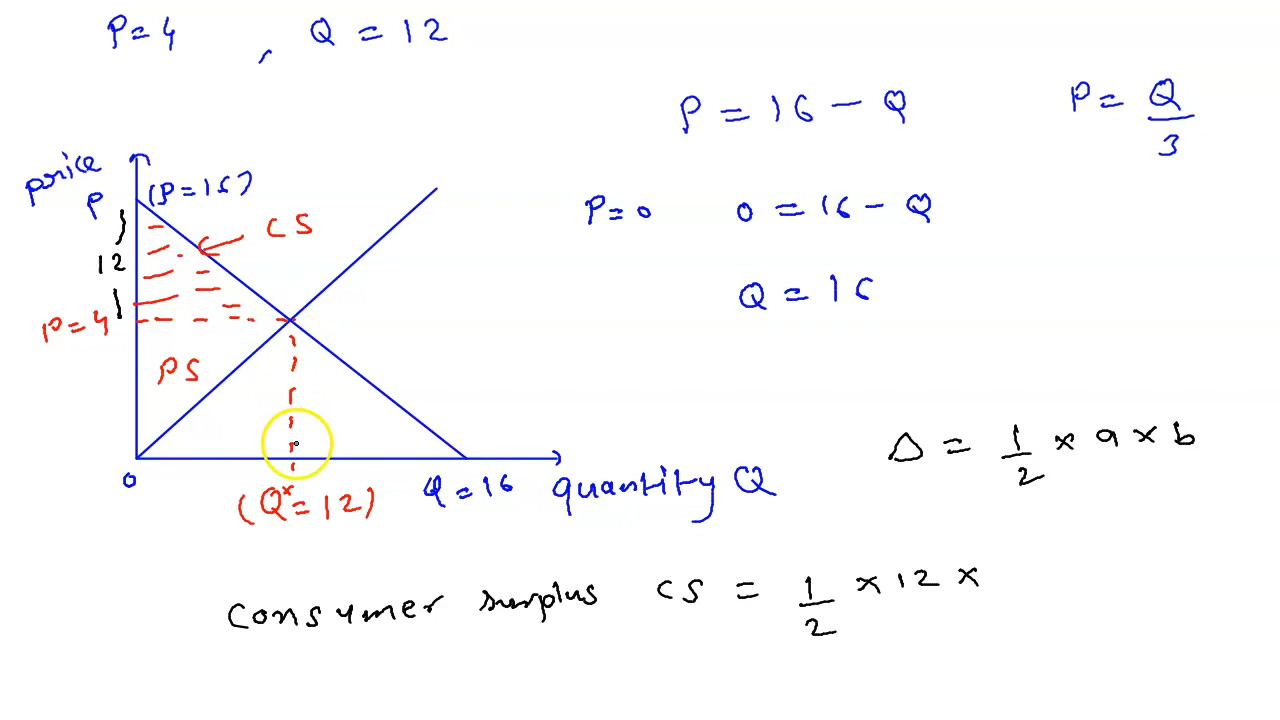 P = 4 , Q = 12
P = 16 - Q
P = Q/3
price
P (P = 16)
CS
P = 0 0 = 16 - Q
12
Q = 16
P = 4
PS
Δ = 1/2 × a × b
0
(Q* = 12) Q = 16 quantity Q
consumer surplus CS = 1/2 × 12 ×